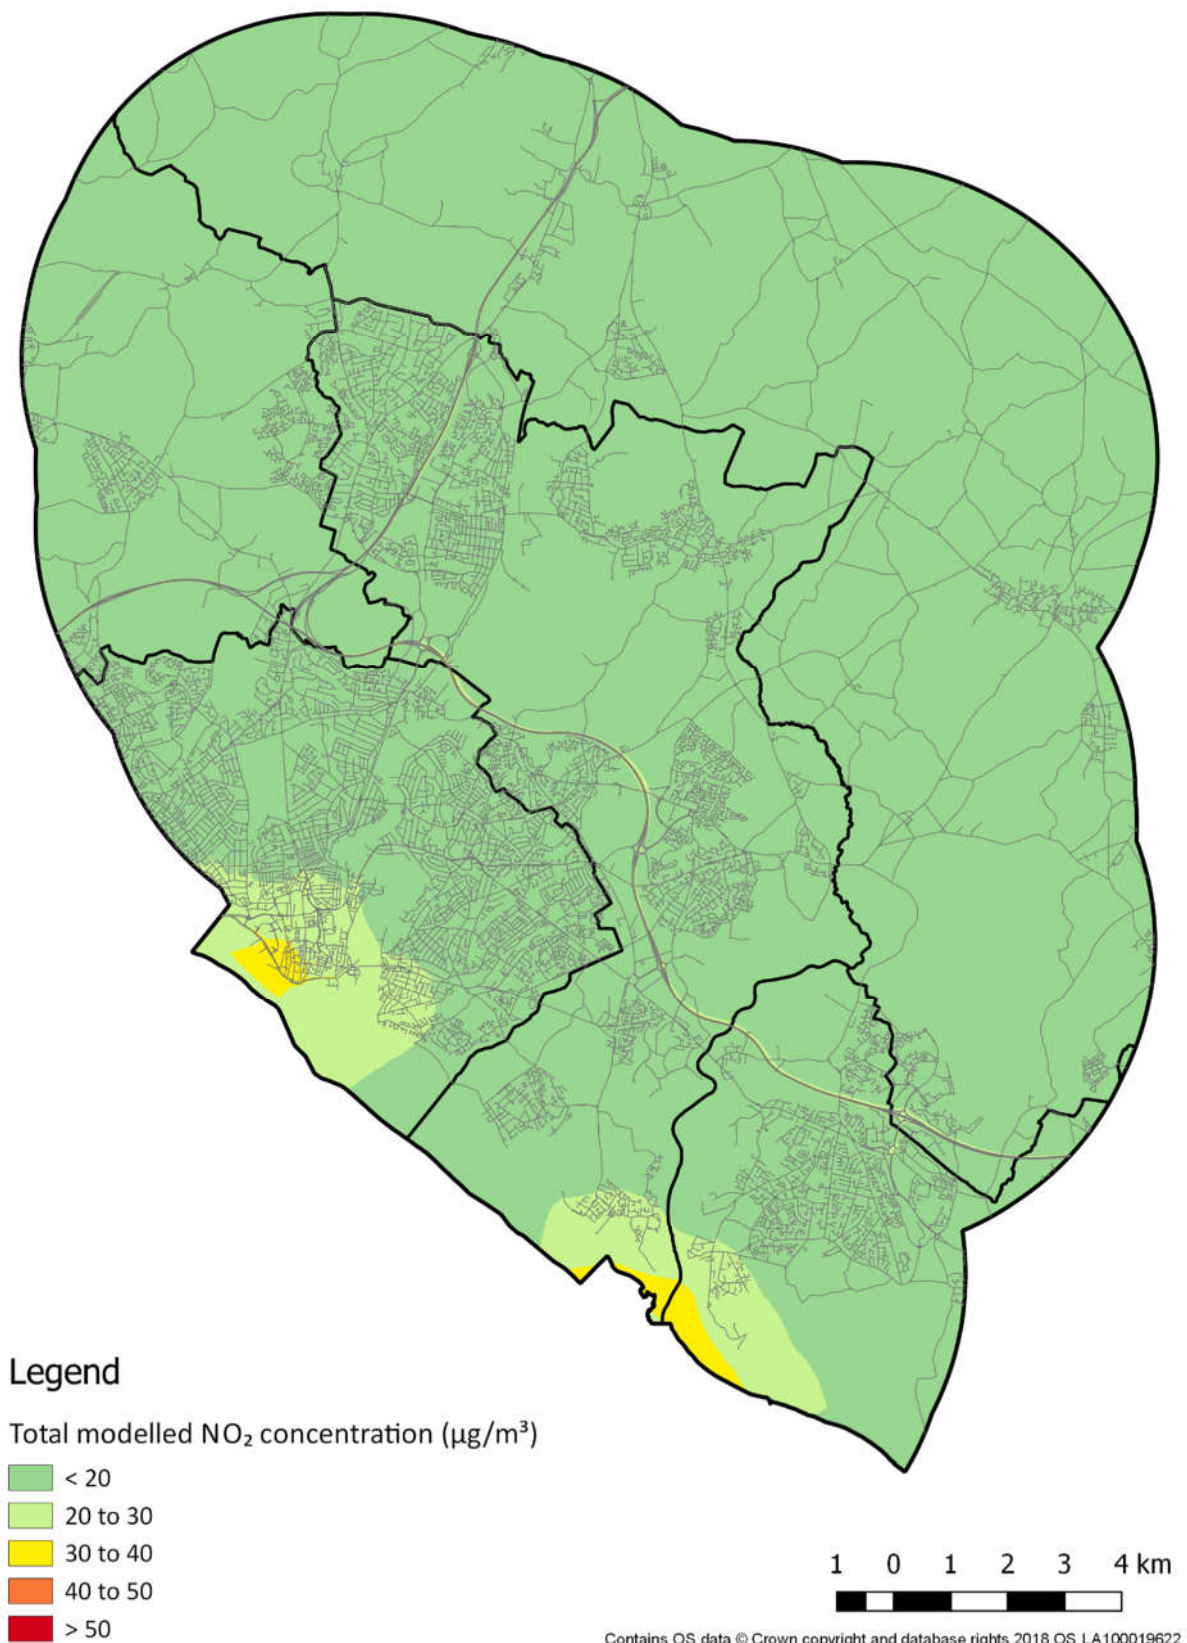 Legend
Total modelled NO₂ concentration (µg/m³)
< 20
20 to 30
30 to 40
40 to 50
> 50
1 0 1 2 3 4 km
Contains OS data © Crown copyright and database rights 2018 OS LA100019622